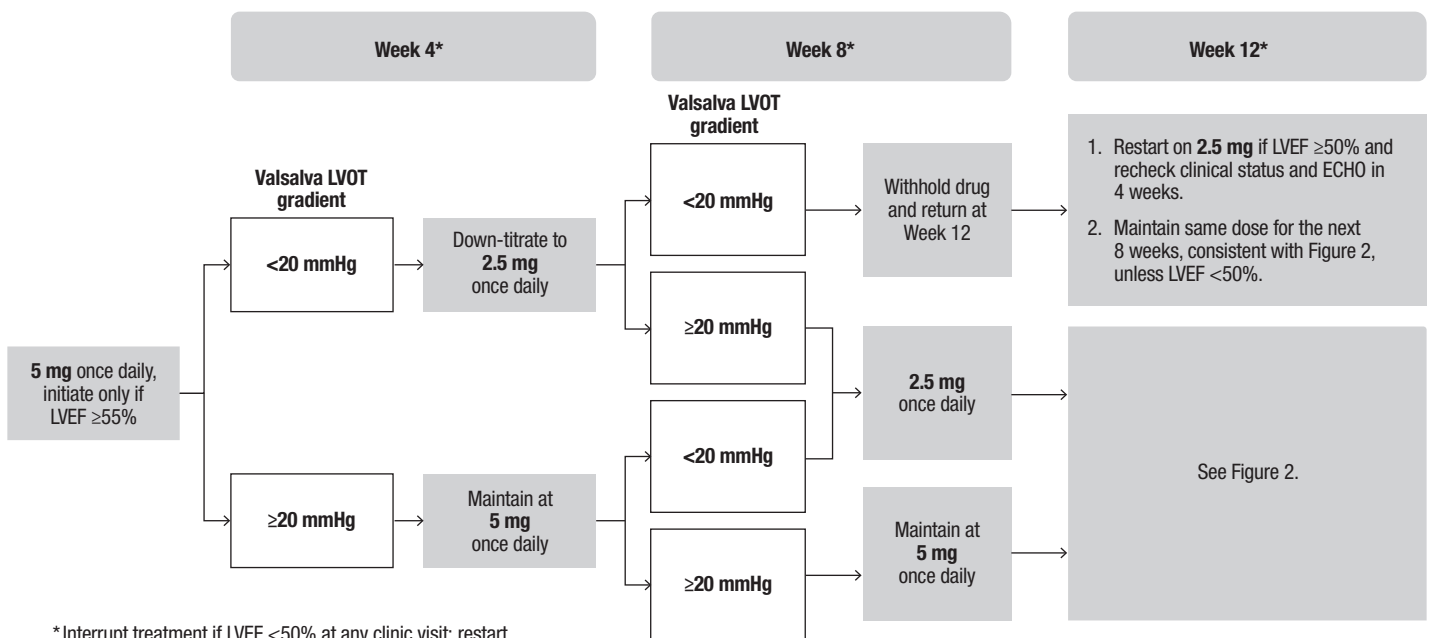 Week 4*
Week 8*
Week 12*
Valsalva LVOT
gradient
<20 mmHg
Down-titrate to
2.5 mg
once daily
Valsalva LVOT
gradient
<20 mmHg
Withhold drug
and return at
Week 12
1. Restart on 2.5 mg if LVEF ≥50% and
recheck clinical status and ECHO in
4 weeks.
2. Maintain same dose for the next
8 weeks, consistent with Figure 2,
unless LVEF <50%.
≥20 mmHg
5 mg once daily,
initiate only if
LVEF ≥55%
2.5 mg
once daily
<20 mmHg
See Figure 2.
≥20 mmHg
Maintain at
5 mg
once daily
≥20 mmHg
Maintain at
5 mg
once daily
*Interrupt treatment if LVEF <50% at any clinic visit; restart